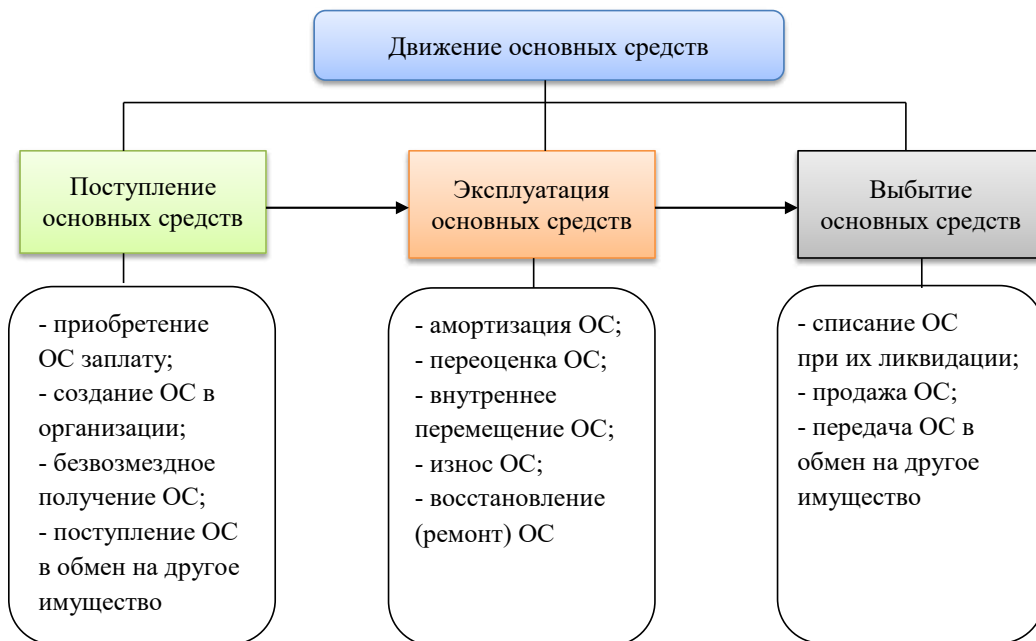 Движение основных средств
Поступление
основных средств
Эксплуатация
основных средств
Выбытие
основных средств
- приобретение
ОС заплату;
- создание ОС в
организации;
- безвозмездное
получение ОС;
- поступление ОС
в обмен на другое
имущество
- амортизация ОС;
- переоценка ОС;
- внутреннее
перемещение ОС;
- износ ОС;
- восстановление
(ремонт) ОС
- списание ОС
при их ликвидации;
- продажа ОС;
- передача ОС в
обмен на другое
имущество